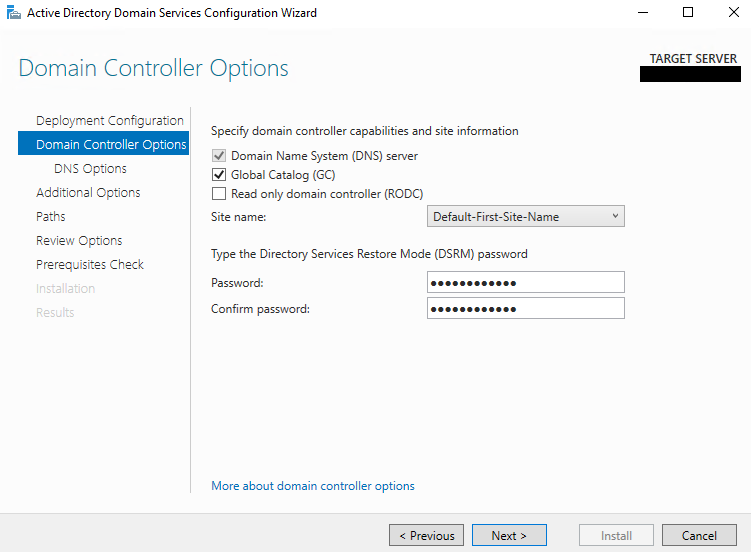 Active Directory Domain Services Configuration Wizard
Domain Controller Options
TARGET SERVER
Deployment Configuration
Domain Controller Options
DNS Options
Additional Options
Paths
Review Options
Prerequisites Check
Installation
Results
Specify domain controller capabilities and site information
Domain Name System (DNS) server
Global Catalog (GC)
Read only domain controller (RODC)
Site name: Default-First-Site-Name
Type the Directory Services Restore Mode (DSRM) password
Password: ●●●●●●●●●●●●
Confirm password: ●●●●●●●●●●●●
More about domain controller options
< Previous Next > Install Cancel